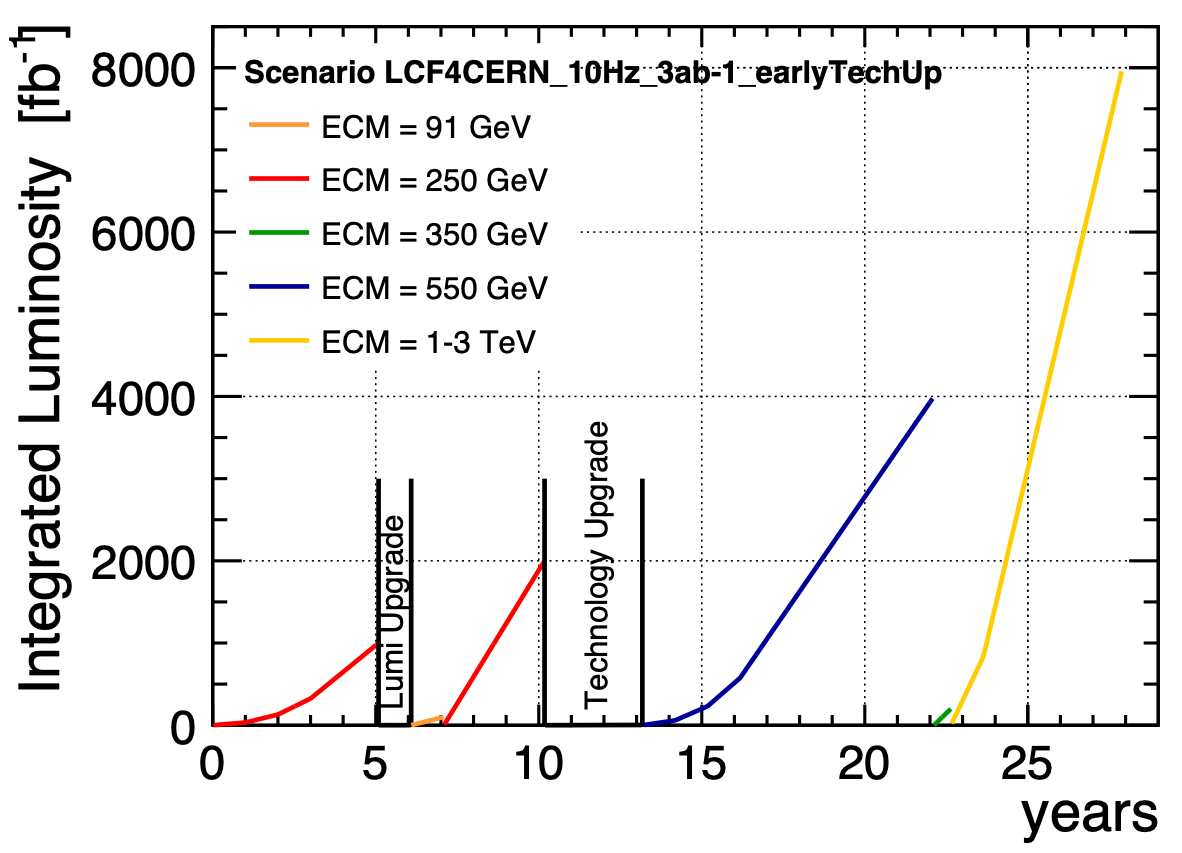 Integrated Luminosity [fb-1]
8000
6000
4000
2000
0
Scenario LCF4CERN_10Hz_3ab-1_earlyTechUp
ECM = 91 GeV
ECM = 250 GeV
ECM = 350 GeV
ECM = 550 GeV
ECM = 1-3 TeV
Lumi Upgrade
Technology Upgrade
0 5 10 15 20 25
years